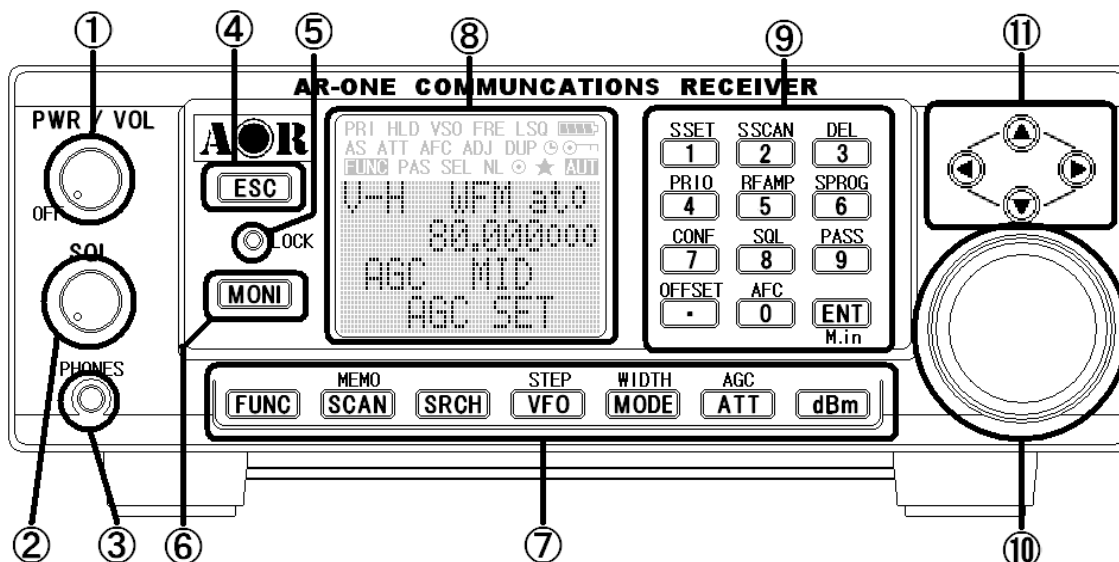 ① ④ ⑤ ⑧ ⑨ ⑪
AR-ONE COMMUNCATIONS RECEIVER
PWR / VOL
OFF
AOR
ESC
LOCK
MONI
SQL
PHONES
PRI HLD VSO FRE LSQ
AS ATT AFC ADJ DUP
FUNC PAS SEL NL AUT
V-H WFM ato
80.000000
AGC MID
AGC SET
SSET SSCAN DEL
1 2 3
PRIO RFAMP SPROG
4 5 6
CONF SQL PASS
7 8 9
OFFSET AFC
. 0 ENT
M.in
MEMO STEP WIDTH AGC
FUNC SCAN SRCH VFO MODE ATT dBm
② ③ ⑥ ⑦ ⑩